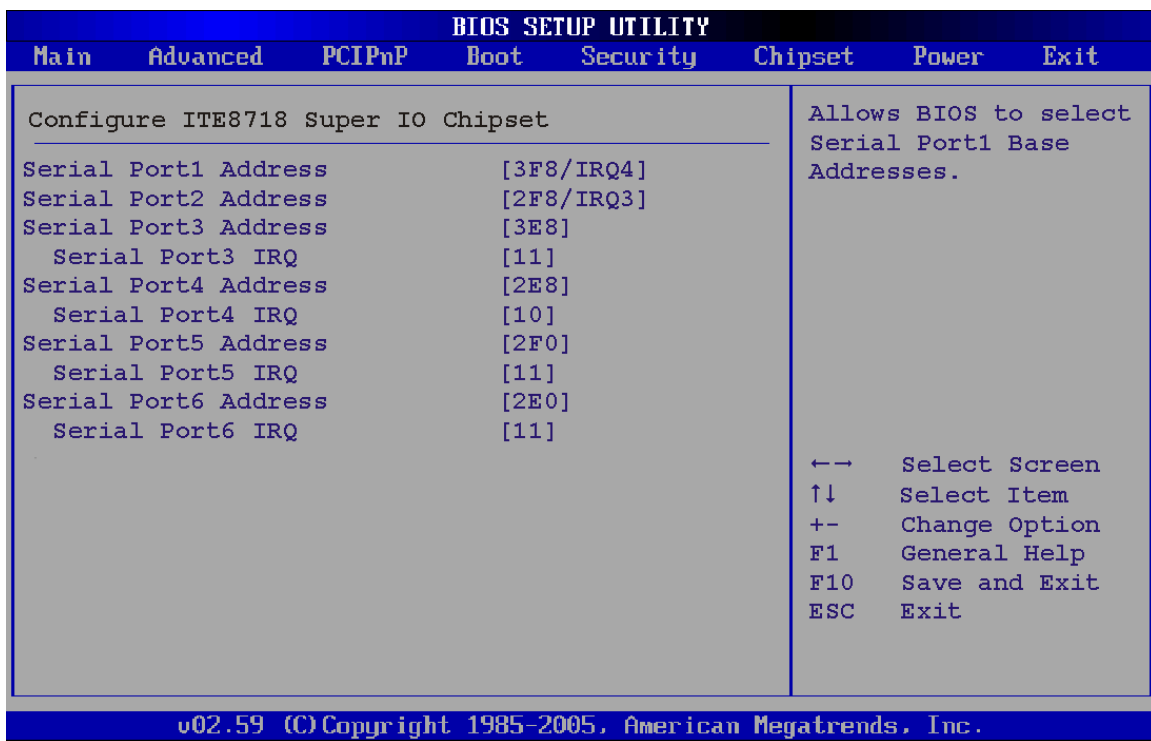 BIOS SETUP UTILITY
Main Advanced PCIPnP Boot Security Chipset Power Exit
Configure ITE8718 Super IO Chipset
Serial Port1 Address [3F8/IRQ4]
Serial Port2 Address [2F8/IRQ3]
Serial Port3 Address [3E8]
Serial Port3 IRQ [11]
Serial Port4 Address [2E8]
Serial Port4 IRQ [10]
Serial Port5 Address [2F0]
Serial Port5 IRQ [11]
Serial Port6 Address [2E0]
Serial Port6 IRQ [11]
Allows BIOS to select
Serial Port1 Base
Addresses.
←→ Select Screen
↑↓ Select Item
+- Change Option
F1 General Help
F10 Save and Exit
ESC Exit
v02.59 (C)Copyright 1985-2005, American Megatrends, Inc.